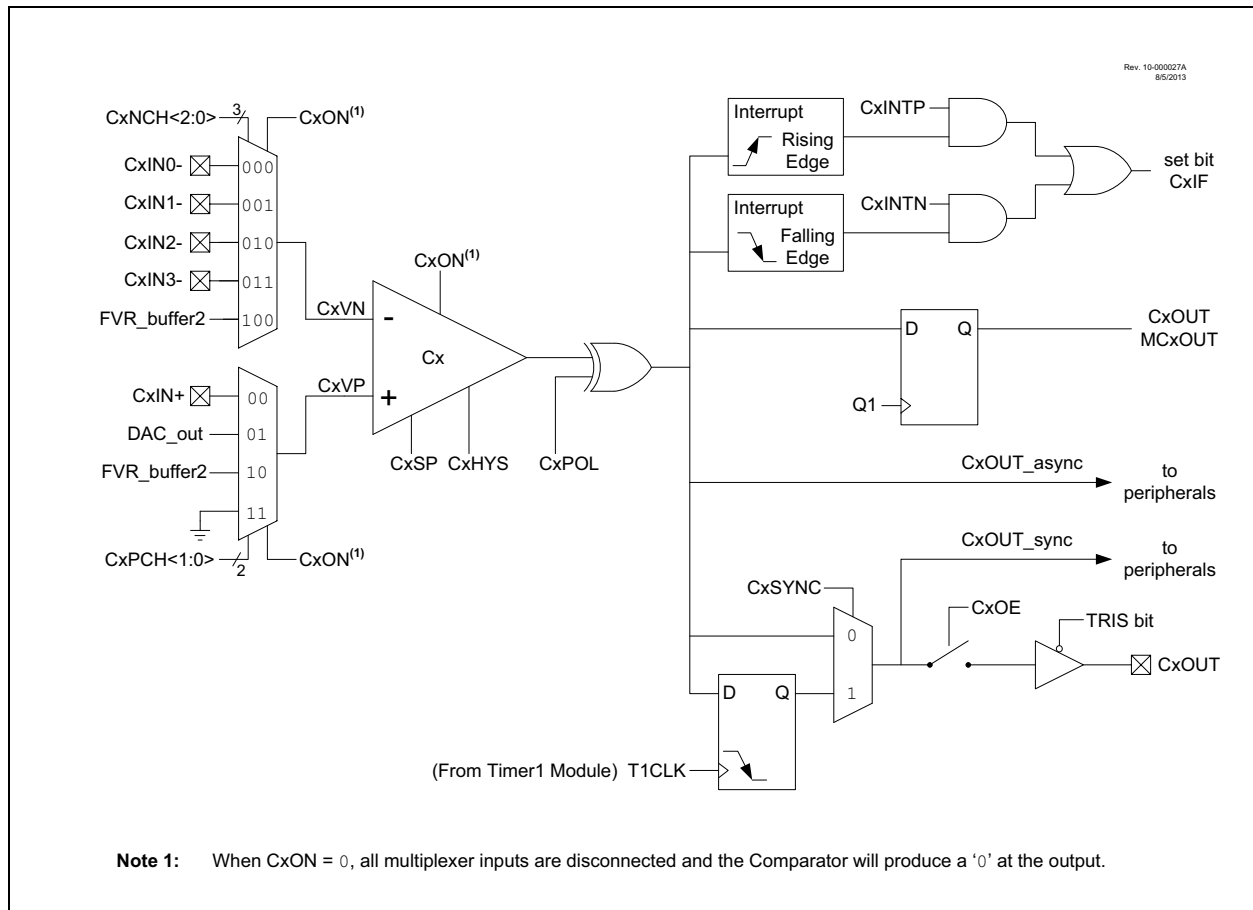 Rev. 10-000027A
8/5/2013
CxNCH<2:0>
3
CxON(1)
CxIN0-
000
CxIN1-
001
CxIN2-
010
CxIN3-
011
FVR_buffer2
100
CxIN+
00
DAC_out
01
FVR_buffer2
10
11
CxPCH<1:0>
2
CxON(1)
CxVN
CxVP
CxON(1)
-
Cx
+
CxSP
CxHYS
CxPOL
Interrupt
Rising
Edge
CxINTP
Interrupt
Falling
Edge
CxINTN
set bit
CxIF
D
Q
Q1
CxOUT
MCxOUT
CxOUT_async
to
peripherals
CxOUT_sync
to
peripherals
CxSYNC
0
1
CxOE
TRIS bit
CxOUT
D
Q
(From Timer1 Module) T1CLK
Note 1: When CxON = 0, all multiplexer inputs are disconnected and the Comparator will produce a ‘0’ at the output.